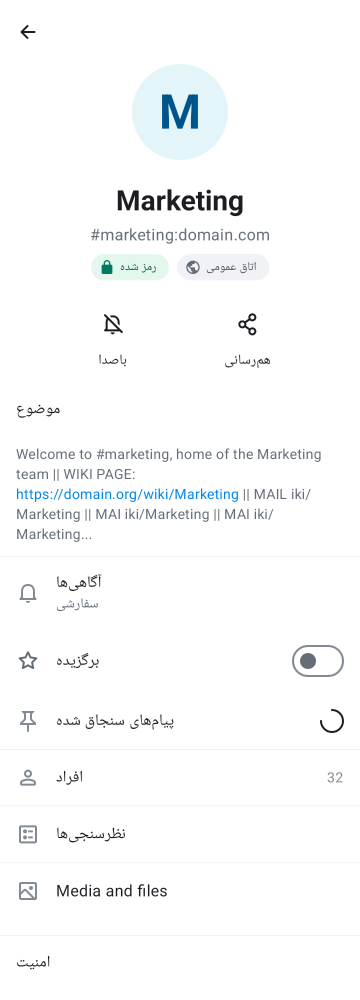 M
Marketing
#marketing:domain.com
رمز شده
اتاق عمومی
باصدا
هم‌رسانی
موضوع
Welcome to #marketing, home of the Marketing
team || WIKI PAGE:
https://domain.org/wiki/Marketing || MAIL iki/
Marketing || MAI iki/Marketing || MAI iki/
Marketing...
آگاهی‌ها
سفارشی
برگزیده
پیام‌های سنجاق شده
افراد
32
نظرسنجی‌ها
Media and files
امنیت